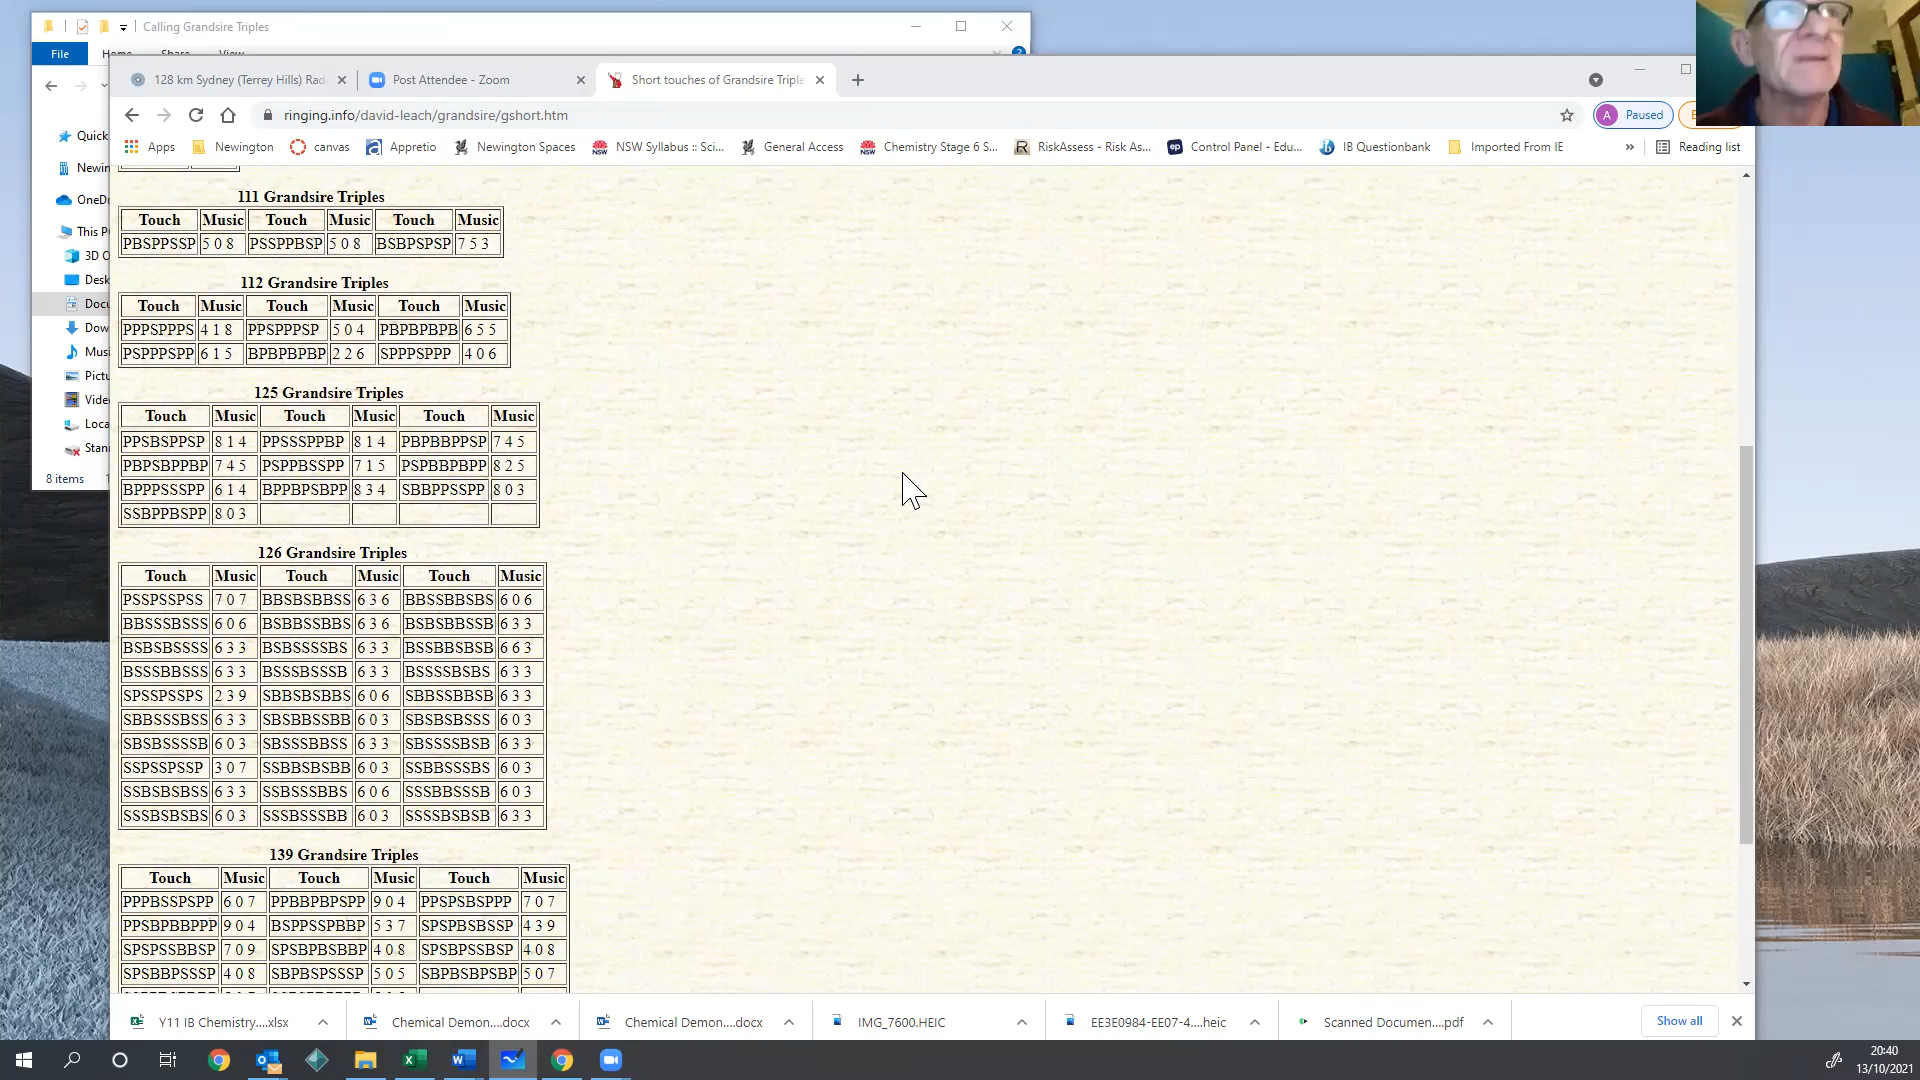 Calling Grandsire Triples
File Home Share View
128 km Sydney (Terrey Hills) Rad
Post Attendee - Zoom
Short touches of Grandsire Triple
ringing.info/david-leach/grandsire/gshort.htm
A Paused
Apps Newington canvas Appretio Newington Spaces NSW Syllabus :: Sci... General Access Chemistry Stage 6 S... RiskAssess - Risk As... Control Panel - Edu... IB Questionbank Imported From IE » Reading list
Quick
Newin
OneDr
This P
3D O
Desk
Docu
Dow
Musi
Pictu
Video
Loca
Stan
8 items
111 Grandsire Triples
Touch Music Touch Music Touch Music
PBSPPSSP 5 0 8 PSSPPBSP 5 0 8 BSBPSPSP 7 5 3
112 Grandsire Triples
Touch Music Touch Music Touch Music
PPPSPPPS 4 1 8 PPSPPPSP 5 0 4 PBPBPBPB 6 5 5
PSPPPSPP 6 1 5 BPBPBPBP 2 2 6 SPPPSPPP 4 0 6
125 Grandsire Triples
Touch Music Touch Music Touch Music
PPSBSPPSP 8 1 4 PPSSSPPBP 8 1 4 PBPBBPPSP 7 4 5
PBPSBPPBP 7 4 5 PSPPBSSPP 7 1 5 PSPBBPBPP 8 2 5
BPPPSSSPP 6 1 4 BPPBPSBPP 8 3 4 SBBPPSSPP 8 0 3
SSBPPBSPP 8 0 3
126 Grandsire Triples
Touch Music Touch Music Touch Music
PSSPSSPSS 7 0 7 BBSBSBBSS 6 3 6 BBSSBBSBS 6 0 6
BBSSSBSSS 6 0 6 BSBBSSBBS 6 3 6 BSBSBBSSB 6 3 3
BSBSBSSSS 6 3 3 BSBSSSSBS 6 3 3 BSSBBSBSB 6 6 3
BSSSBBSSS 6 3 3 BSSSBSSSB 6 3 3 BSSSSBSBS 6 3 3
SPSSPSSPS 2 3 9 SBBSBSBBS 6 0 6 SBBSSBBSB 6 3 3
SBBSSSBSS 6 3 3 SBSBBSSBB 6 0 3 SBSBSBSSS 6 0 3
SBSBSSSSB 6 0 3 SBSSSBBSS 6 3 3 SBSSSSBSB 6 3 3
SSPSSPSSP 3 0 7 SSBBSBSBB 6 0 3 SSBBSSSBS 6 0 3
SSBSBSBSS 6 3 3 SSBSSSBBS 6 0 6 SSSBBSSSB 6 0 3
SSSBSBSBS 6 0 3 SSSBSSSBB 6 0 3 SSSSBSBSB 6 3 3
139 Grandsire Triples
Touch Music Touch Music Touch Music
PPPBSSPSPP 6 0 7 PPBBPBPSPP 9 0 4 PPSPSBSPPP 7 0 7
PPSBPBBPPP 9 0 4 BSPPSSPBBP 5 3 7 SPSPBSBSSP 4 3 9
SPSPSSBBSP 7 0 9 SPSBPBSBBP 4 0 8 SPSBPSSBSP 4 0 8
SPSBBPSSSP 4 0 8 SBPBSPSSSP 5 0 5 SBPBSBPSBP 5 0 7
Y11 IB Chemistry....xlsx
Chemical Demon....docx
Chemical Demon....docx
IMG_7600.HEIC
EE3E0984-EE07-4....heic
Scanned Documen....pdf
Show all
20:40
13/10/2021